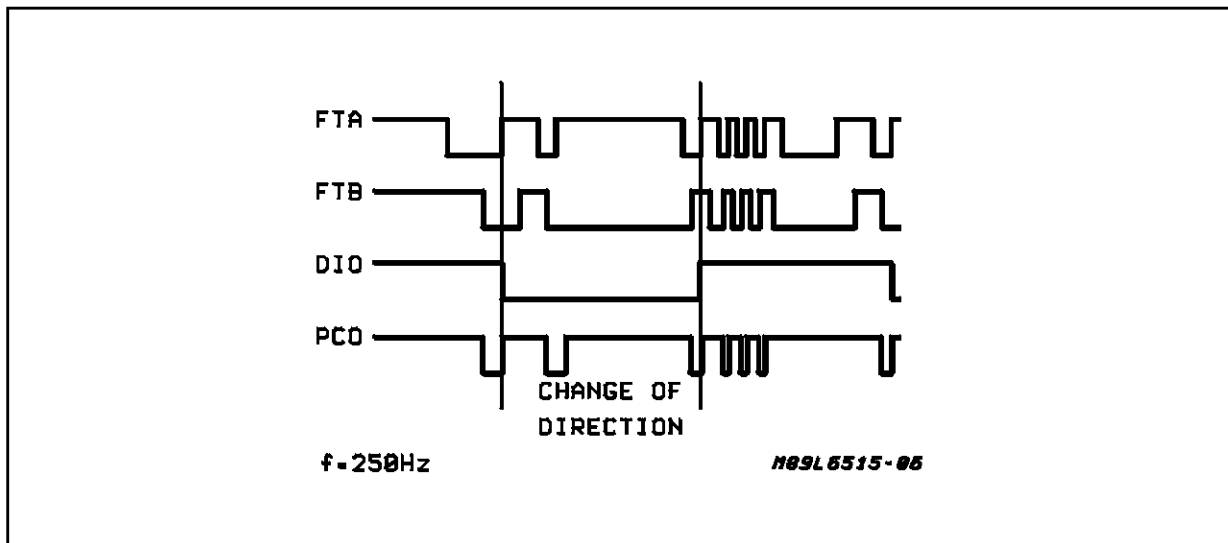 FTA
FTB
DIO
PCO
CHANGE OF
DIRECTION
f=250Hz
M89L6515-06